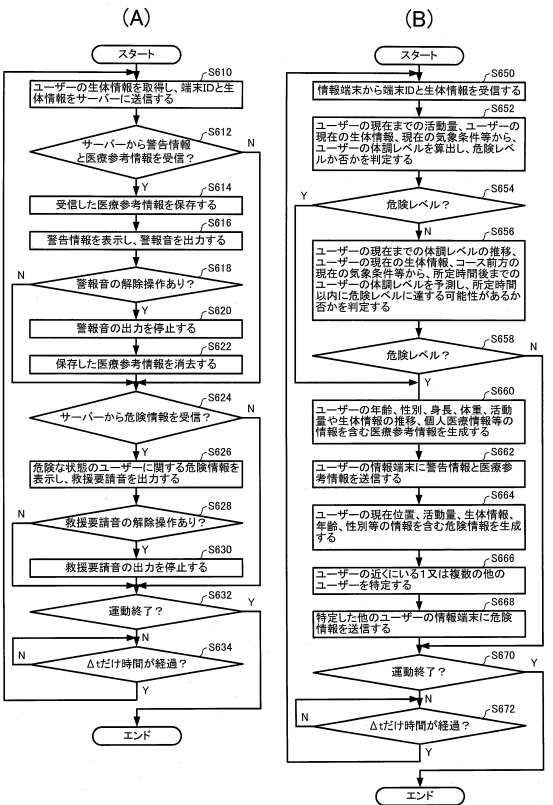 (A)
スタート
S610
ユーザーの生体情報を取得し、端末IDと生
体情報をサーバーに送信する
S612
サーバーから警告情報
と医療参考情報を受信？
N
Y
S614
受信した医療参考情報を保存する
S616
警告情報を表示し、警報音を出力する
S618
N
警報音の解除操作あり？
Y
S620
警報音の出力を停止する
S622
保存した医療参考情報を消去する
S624
サーバーから危険情報を受信？
N
Y
S626
危険な状態のユーザーに関する危険情報を
表示し、救援要請音を出力する
S628
N
救援要請音の解除操作あり？
Y
S630
救援要請音の出力を停止する
S632
運動終了？
Y
N
S634
N
Δtだけ時間が経過？
Y
エンド
(B)
スタート
S650
情報端末から端末IDと生体情報を受信する
S652
ユーザーの現在までの活動量、ユーザーの
現在の生体情報、現在の気象条件等から、
ユーザーの体調レベルを算出し、危険レベ
ルか否かを判定する
S654
Y
危険レベル？
N
S656
ユーザーの現在までの体調レベルの推移、
ユーザーの現在の生体情報、コース前方の
現在の気象条件等から、所定時間後までの
ユーザーの体調レベルを予測し、所定時間
以内に危険レベルに達する可能性があるか
否かを判定する
S658
危険レベル？
N
Y
S660
ユーザーの年齢、性別、身長、体重、活動
量や生体情報の推移、個人医療情報等の
情報を含む医療参考情報を生成する
S662
ユーザーの情報端末に警告情報と医療参
考情報を送信する
S664
ユーザーの現在位置、活動量、生体情報、
年齢、性別等の情報を含む危険情報を生成
する
S666
ユーザーの近くにいる1又は複数の他の
ユーザーを特定する
S668
特定した他のユーザーの情報端末に危険
情報を送信する
S670
運動終了？
Y
N
S672
N
Δtだけ時間が経過？
Y
エンド